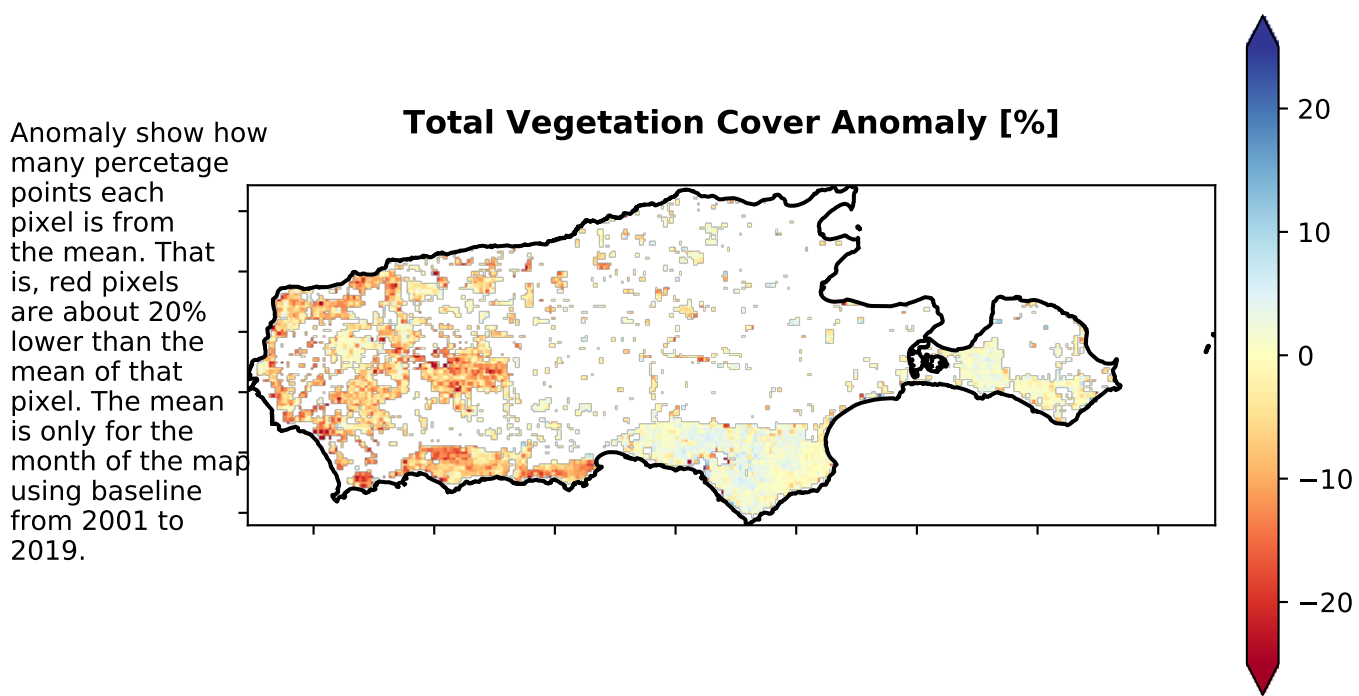 Total Vegetation Cover Anomaly [%]
Anomaly show how
many percetage
points each
pixel is from
the mean. That
is, red pixels
are about 20%
lower than the
mean of that
pixel. The mean
is only for the
month of the map
using baseline
from 2001 to
2019.
20
10
0
−10
−20